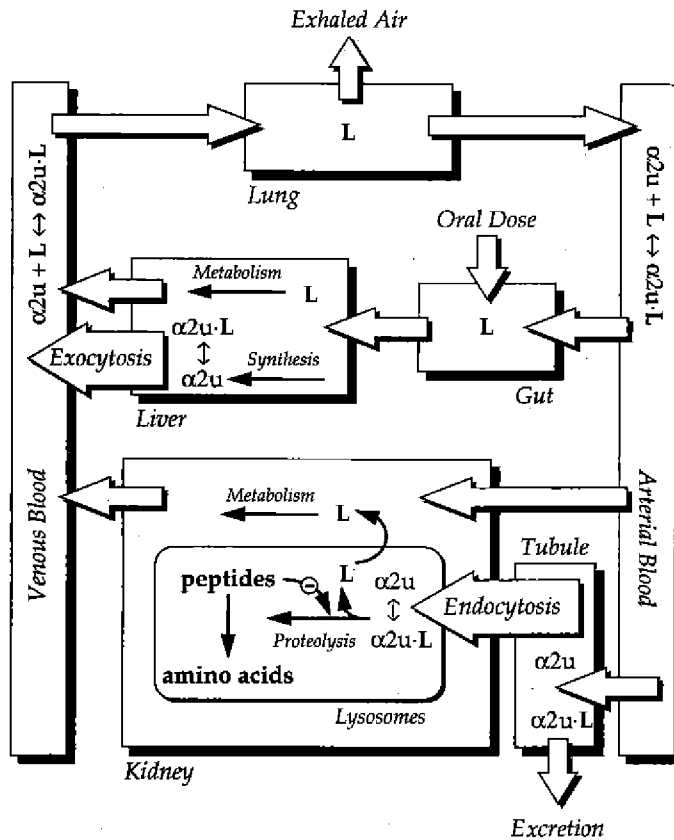 Exhaled Air
L
Lung
α2u + L ↔ α2u·L
α2u + L ↔ α2u·L
Oral Dose
Metabolism
L
α2u·L
↕
α2u
Synthesis
Exocytosis
Liver
L
Gut
Venous Blood
Arterial Blood
Metabolism
L
Tubule
peptides
L
α2u
↕
α2u·L
Proteolysis
amino acids
Lysosomes
Endocytosis
α2u
α2u·L
Kidney
Excretion